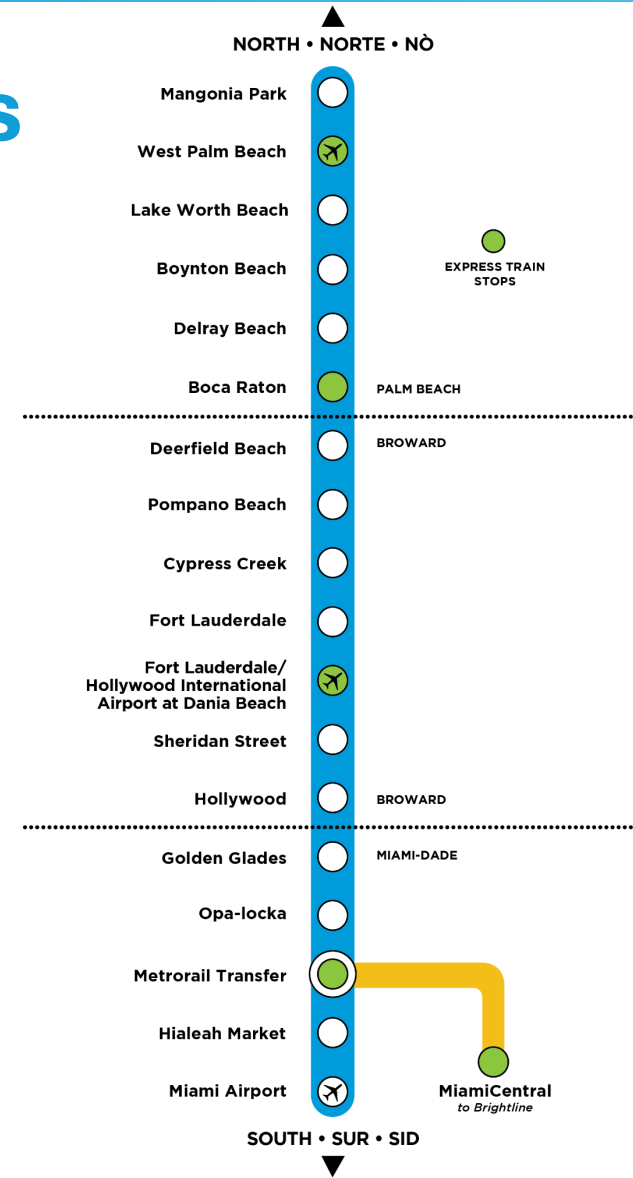 NORTH • NORTE • NÒ
s
Mangonia Park
West Palm Beach
Lake Worth Beach
EXPRESS TRAIN
STOPS
Boynton Beach
Delray Beach
Boca Raton
PALM BEACH
BROWARD
Deerfield Beach
Pompano Beach
Cypress Creek
Fort Lauderdale
Fort Lauderdale/
Hollywood International
Airport at Dania Beach
Sheridan Street
Hollywood
BROWARD
MIAMI-DADE
Golden Glades
Opa-locka
Metrorail Transfer
Hialeah Market
Miami Airport
MiamiCentral
to Brightline
SOUTH • SUR • SID